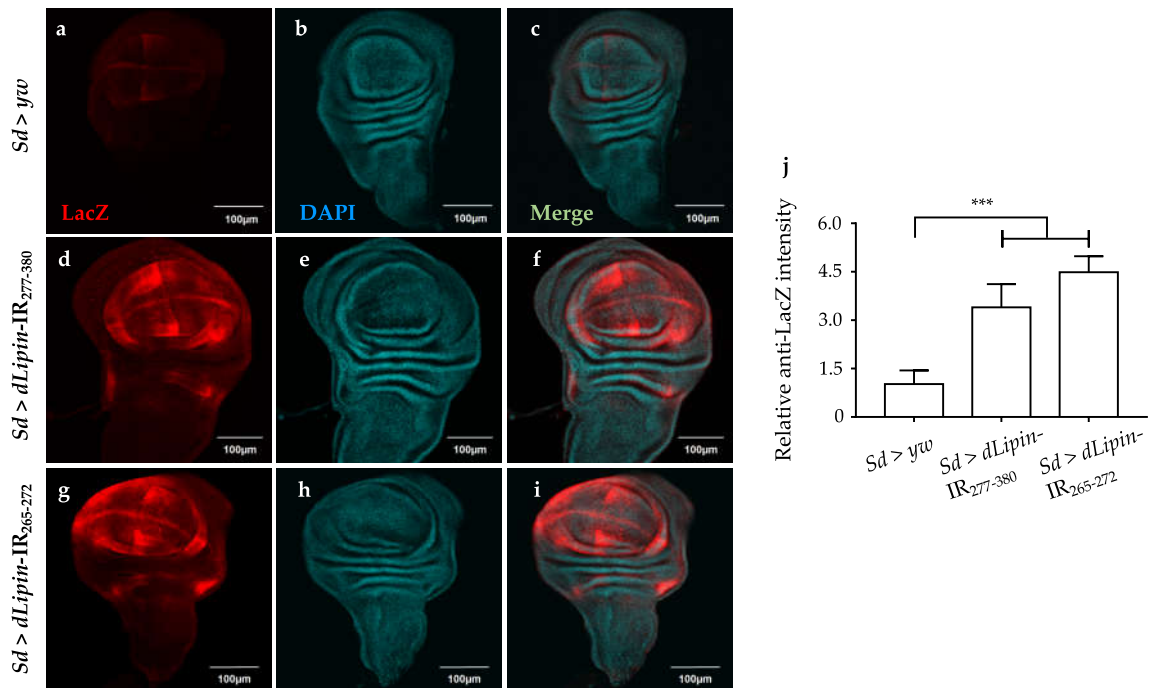 a
b
c
Sd > yw
LacZ
DAPI
Merge
100µm
100µm
100µm
d
e
f
Sd > dLipin-IR277-380
100µm
100µm
100µm
g
h
i
Sd > dLipin-IR265-272
100µm
100µm
100µm
j
Relative anti-LacZ intensity
***
6.0
4.5
3.0
1.5
0
Sd > yw
Sd > dLipin-
IR277-380
Sd > dLipin-
IR265-272